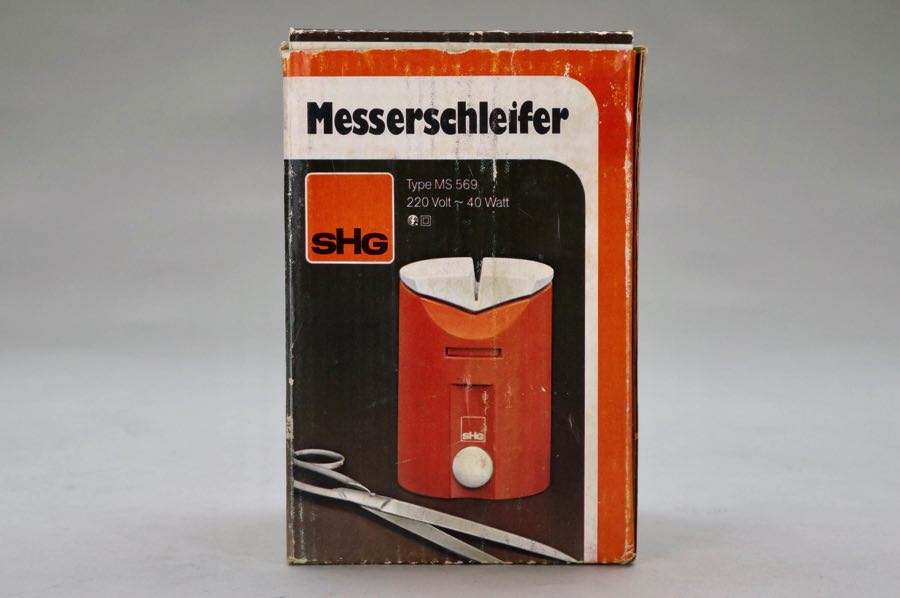 Messerschleifer
Type MS 569
220 Volt ~ 40 Watt
sHG
sHG